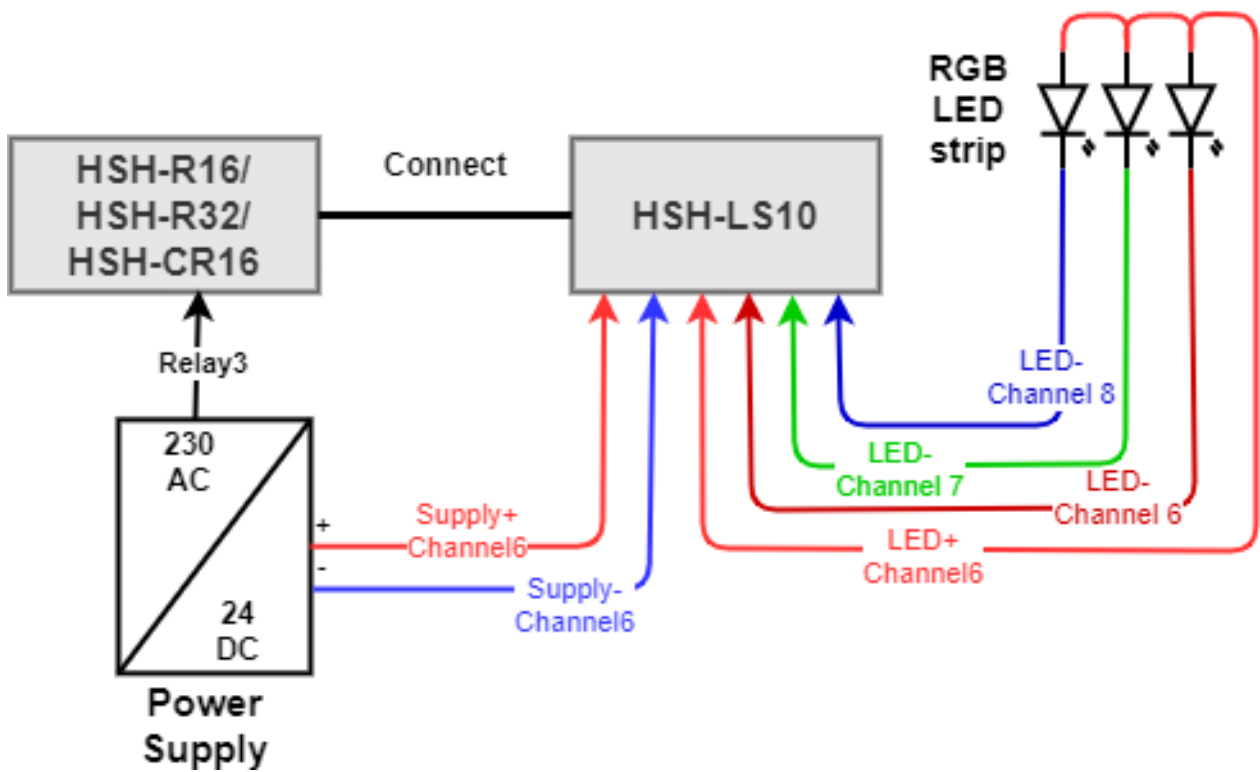 RGB
LED
strip
HSH-R16/
HSH-R32/
HSH-CR16
Connect
HSH-LS10
Relay3
230
AC
24
DC
+
-
Power
Supply
Supply+
Channel6
Supply-
Channel6
LED-
Channel 8
LED-
Channel 7
LED-
Channel 6
LED+
Channel6